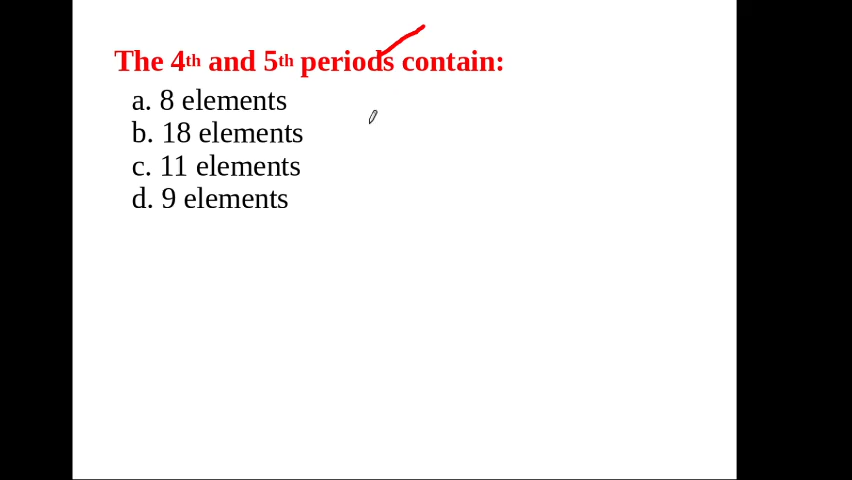 The 4th and 5th periods contain:
a. 8 elements
b. 18 elements
c. 11 elements
d. 9 elements